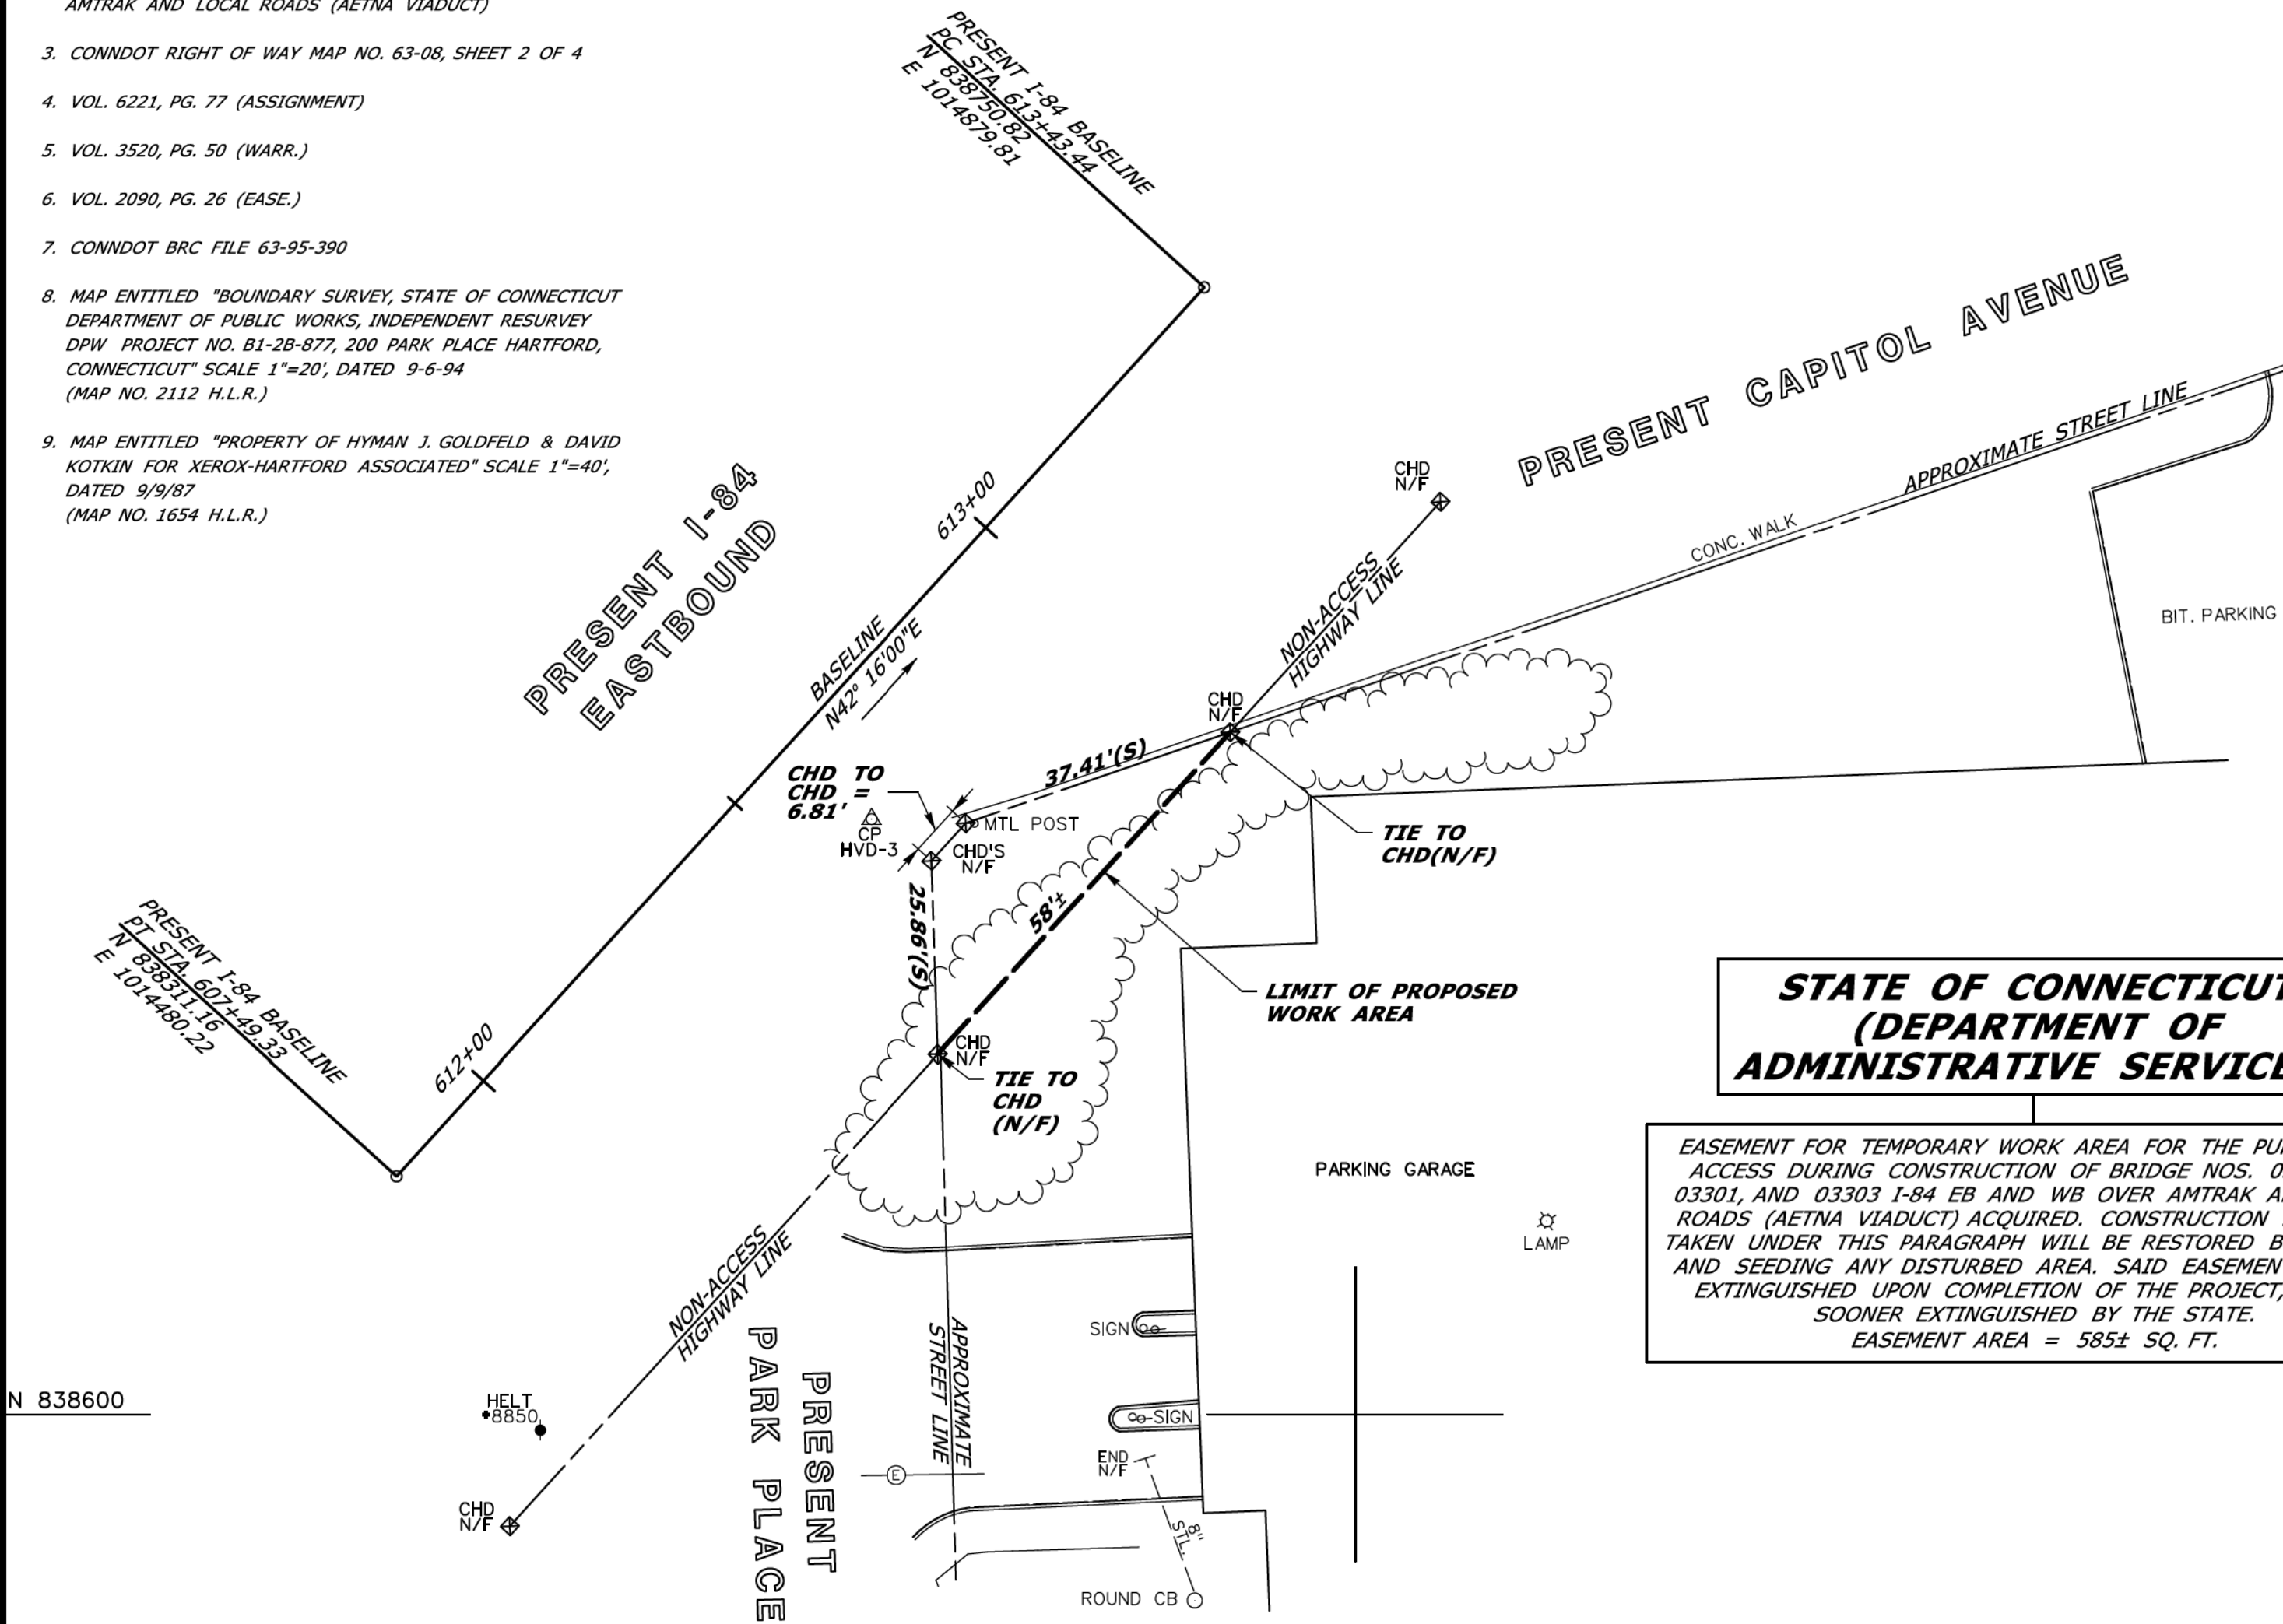 AMTRAK AND LOCAL ROADS (AETNA VIADUCT)
3. CONNDOT RIGHT OF WAY MAP NO. 63-08, SHEET 2 OF 4
4. VOL. 6221, PG. 77 (ASSIGNMENT)
5. VOL. 3520, PG. 50 (WARR.)
6. VOL. 2090, PG. 26 (EASE.)
7. CONNDOT BRC FILE 63-95-390
8. MAP ENTITLED "BOUNDARY SURVEY, STATE OF CONNECTICUT
DEPARTMENT OF PUBLIC WORKS, INDEPENDENT RESURVEY
DPW PROJECT NO. B1-2B-877, 200 PARK PLACE HARTFORD,
CONNECTICUT" SCALE 1"=20', DATED 9-6-94
(MAP NO. 2112 H.L.R.)
9. MAP ENTITLED "PROPERTY OF HYMAN J. GOLDFELD & DAVID
KOTKIN FOR XEROX-HARTFORD ASSOCIATED" SCALE 1"=40',
DATED 9/9/87
(MAP NO. 1654 H.L.R.)
PRESENT I-84 BASELINE
PC STA. 613+43.44
N 838750.82
E 1014879.81
PRESENT I-84
EASTBOUND
613+00
BASELINE
N42° 16'00"E
PRESENT CAPITOL AVENUE
APPROXIMATE STREET LINE
CONC. WALK
BIT. PARKING
CHD
N/F
NON-ACCESS
HIGHWAY LINE
CHD
N/F
37.41'(S)
CHD TO
CHD =
6.81'
CP
HVD-3
MTL POST
CHD'S
N/F
25.86'(S)
58'±
TIE TO
CHD(N/F)
LIMIT OF PROPOSED
WORK AREA
CHD
N/F
TIE TO
CHD
(N/F)
PRESENT I-84 BASELINE
PT STA. 607+49.33
N 838311.16
E 1014480.22
612+00
STATE OF CONNECTICUT
(DEPARTMENT OF
ADMINISTRATIVE SERVICE
EASEMENT FOR TEMPORARY WORK AREA FOR THE PU
ACCESS DURING CONSTRUCTION OF BRIDGE NOS. 0
03301, AND 03303 I-84 EB AND WB OVER AMTRAK A
ROADS (AETNA VIADUCT) ACQUIRED. CONSTRUCTION
TAKEN UNDER THIS PARAGRAPH WILL BE RESTORED B
AND SEEDING ANY DISTURBED AREA. SAID EASEMEN
EXTINGUISHED UPON COMPLETION OF THE PROJECT,
SOONER EXTINGUISHED BY THE STATE.
EASEMENT AREA = 585± SQ. FT.
PARKING GARAGE
LAMP
NON-ACCESS
HIGHWAY LINE
APPROXIMATE
STREET LINE
PRESENT
PARK PLACE
SIGN
SIGN
N 838600
HELT
8850
CHD
N/F
E
END
N/F
8"
STL.
ROUND CB